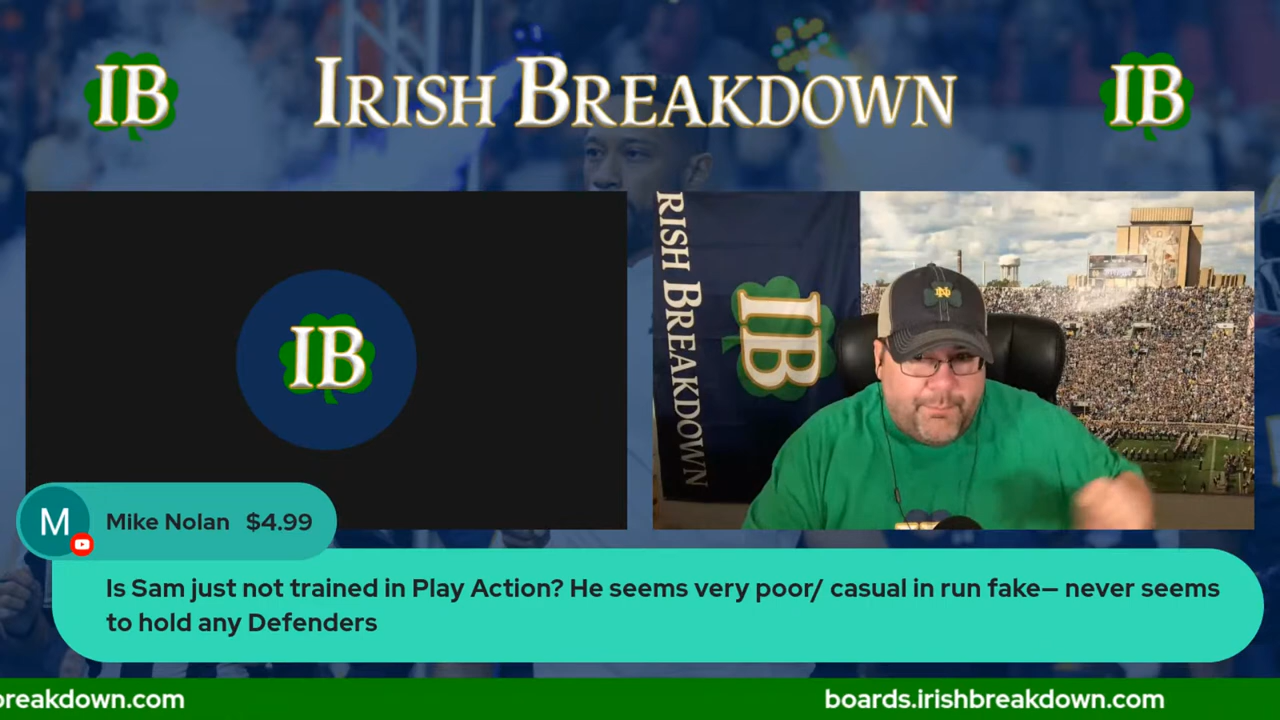 IB
IRISH BREAKDOWN
IB
IB
RISH BREAKDOWN
IB
M
Mike Nolan $4.99
Is Sam just not trained in Play Action? He seems very poor/ casual in run fake— never seems
to hold any Defenders
breakdown.com
boards.irishbreakdown.com